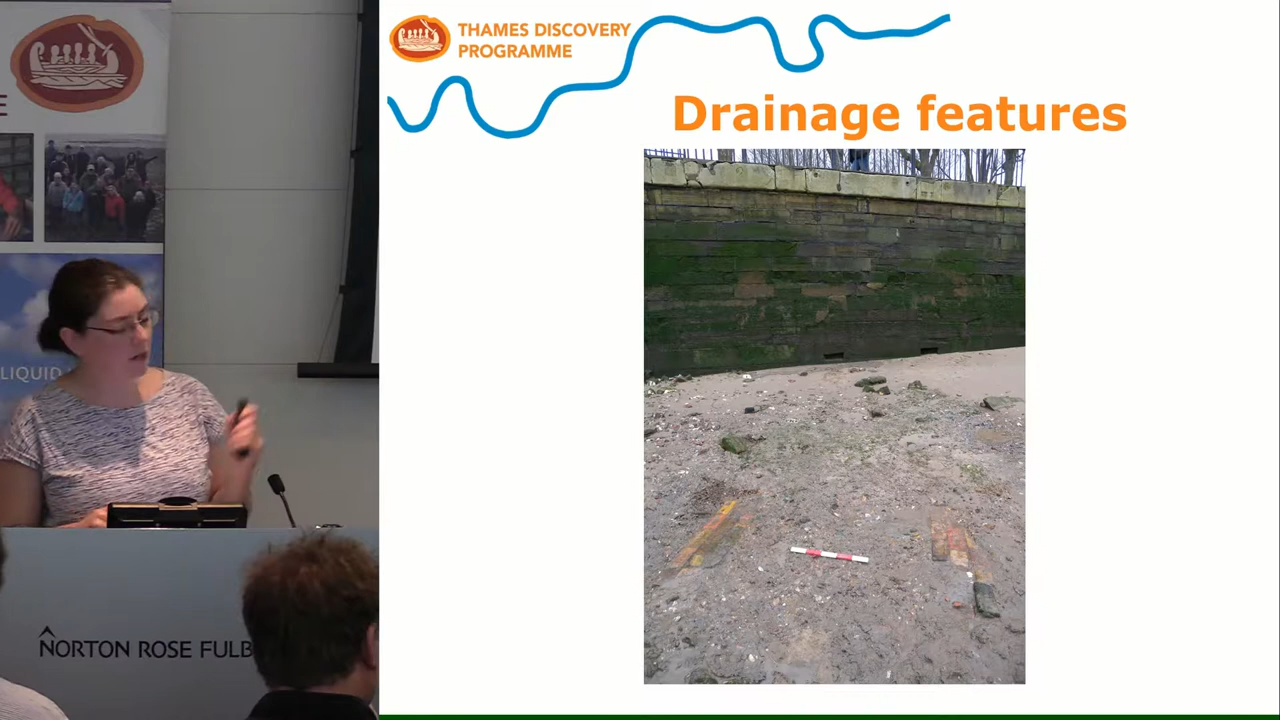 THAMES DISCOVERY
PROGRAMME
Drainage features
LIQUID
NORTON ROSE FULB